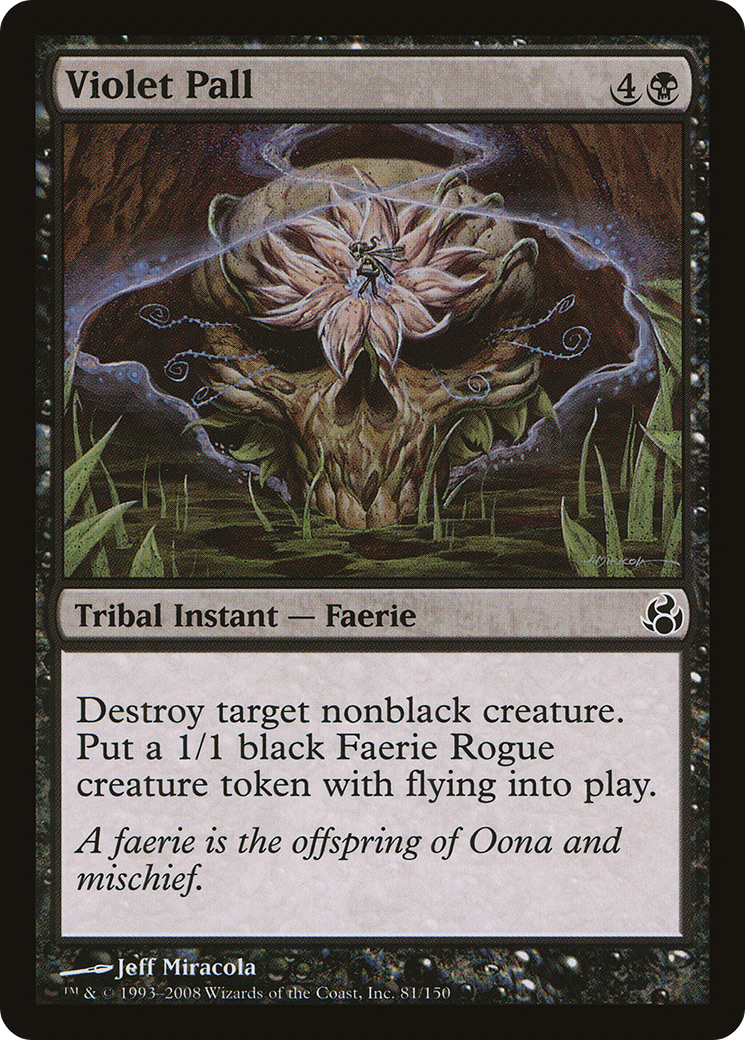 Violet Pall 4
Tribal Instant — Faerie
Destroy target nonblack creature.
Put a 1/1 black Faerie Rogue
creature token with flying into play.
A faerie is the offspring of Oona and
mischief.
Jeff Miracola
™ & © 1993–2008 Wizards of the Coast, Inc. 81/150